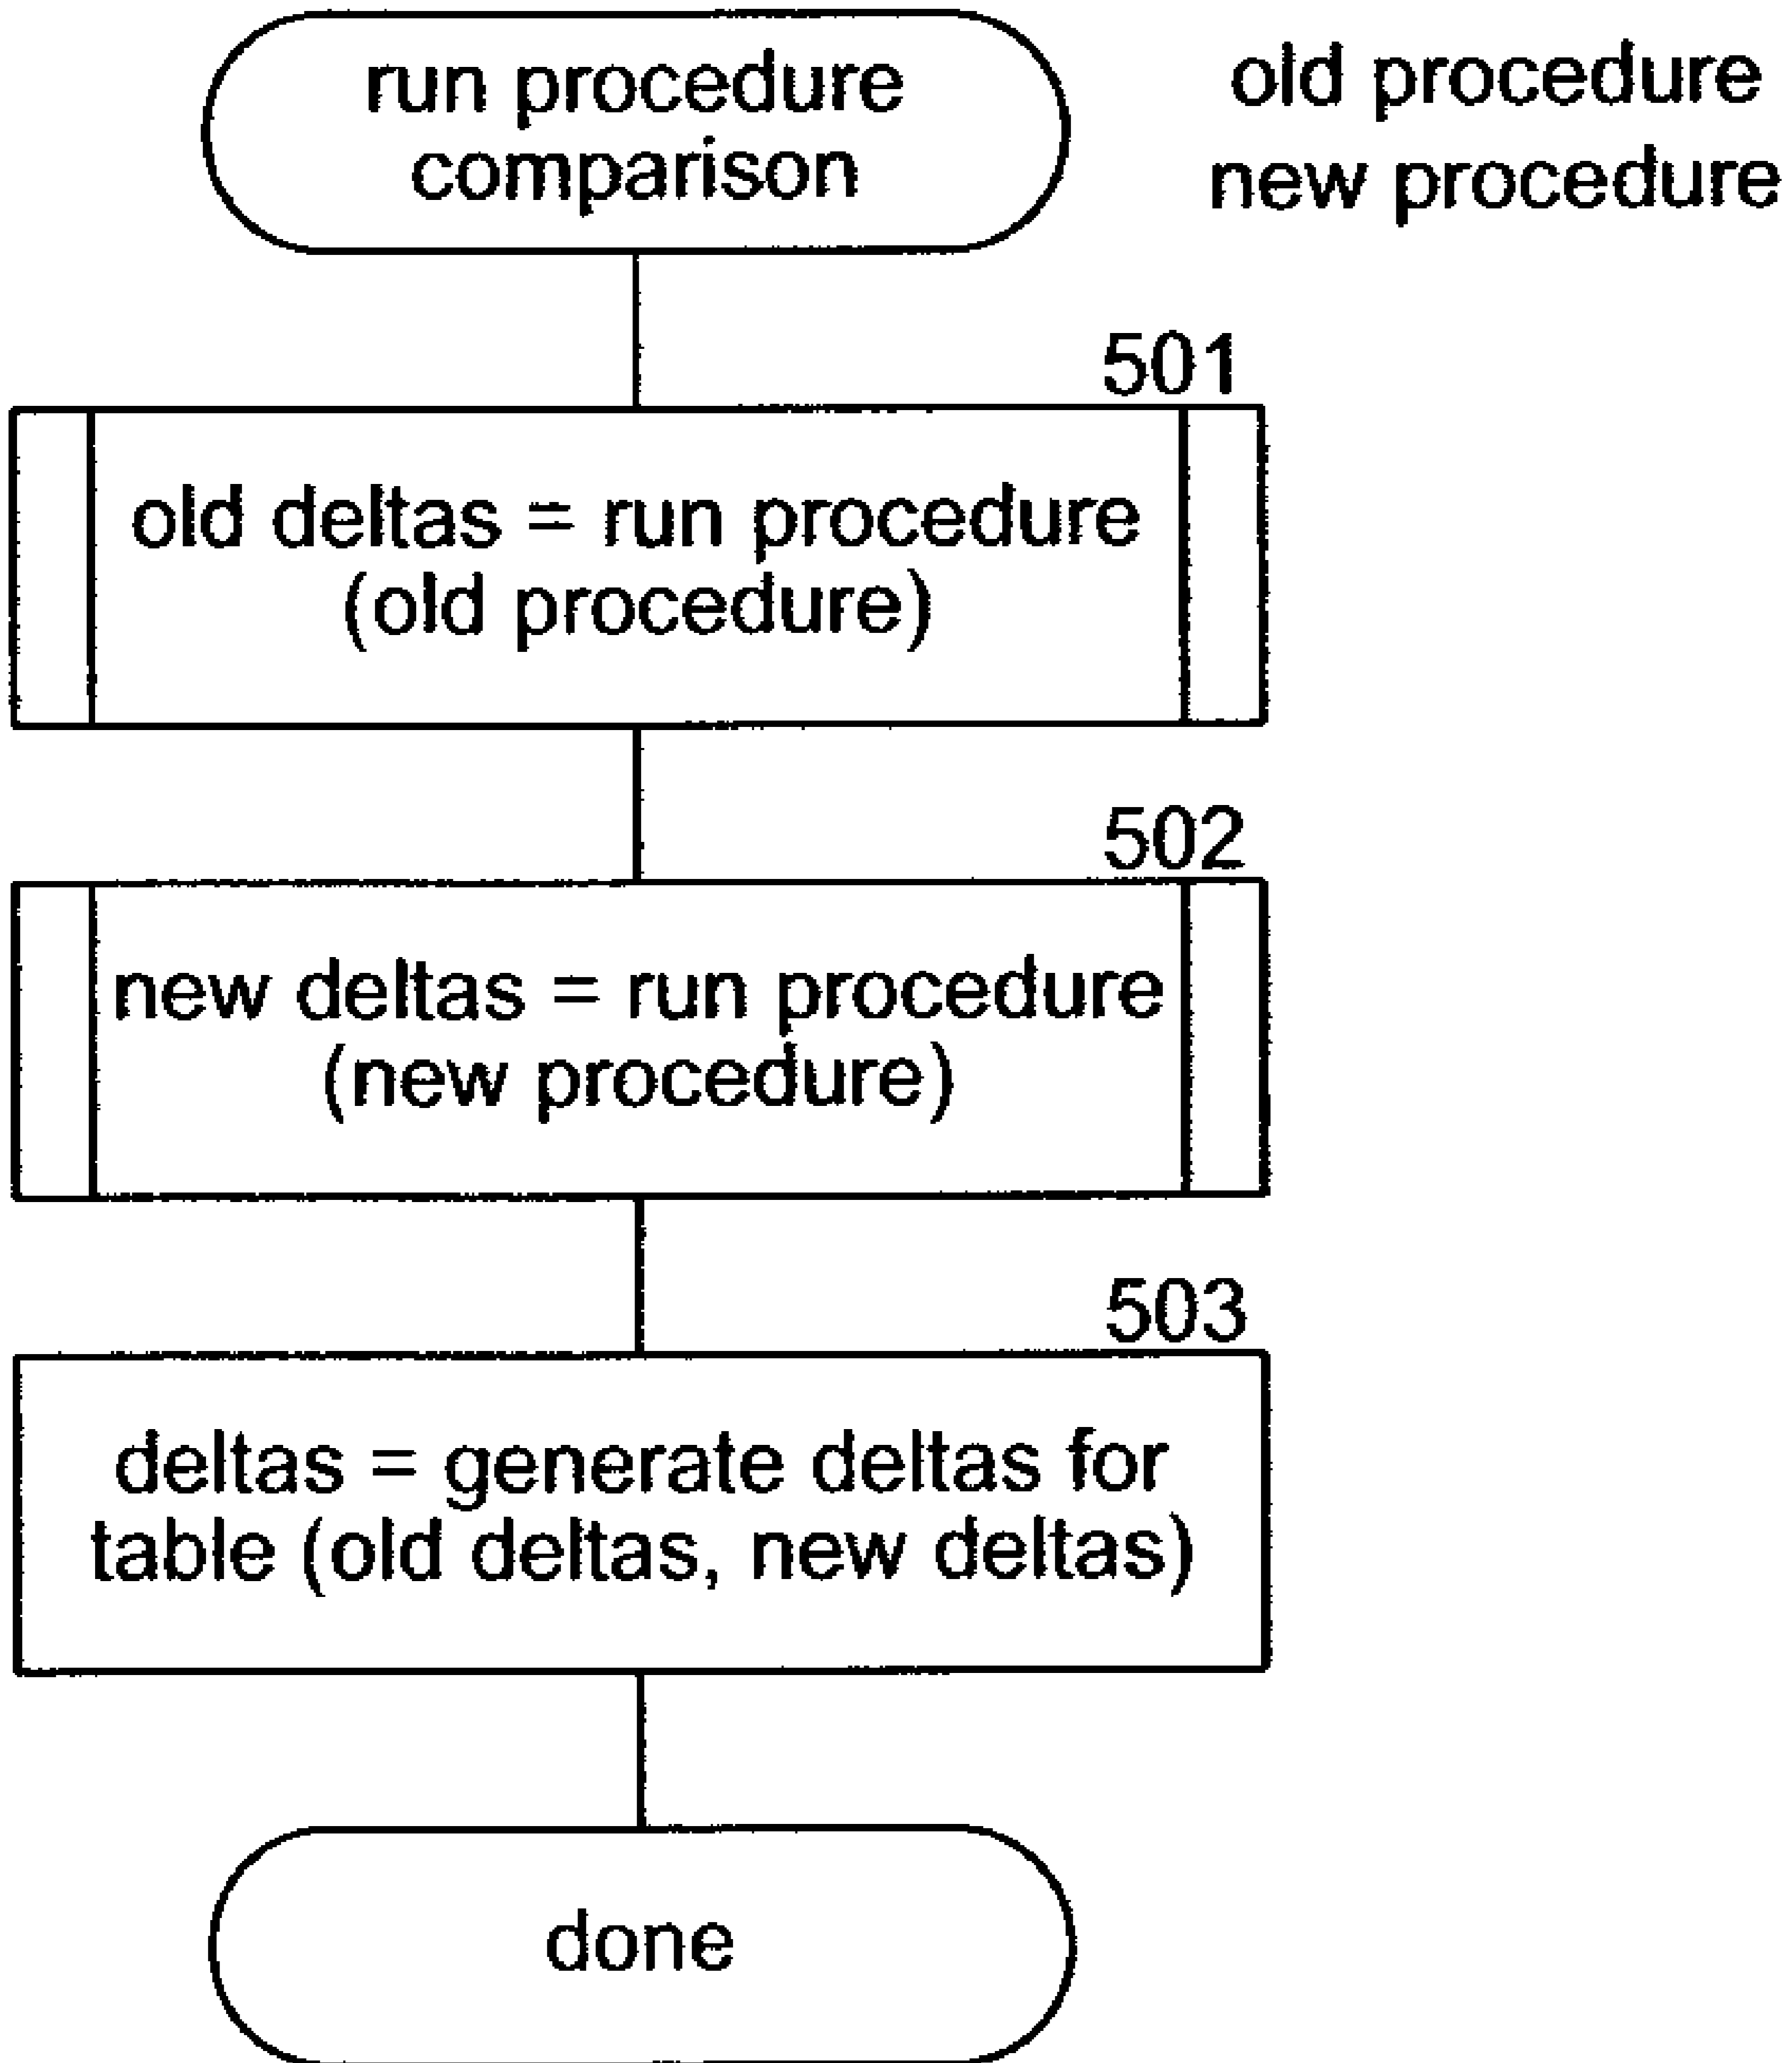 run procedure
comparison
old procedure
new procedure
501
old deltas = run procedure
(old procedure)
502
new deltas = run procedure
(new procedure)
503
deltas = generate deltas for
table (old deltas, new deltas)
done